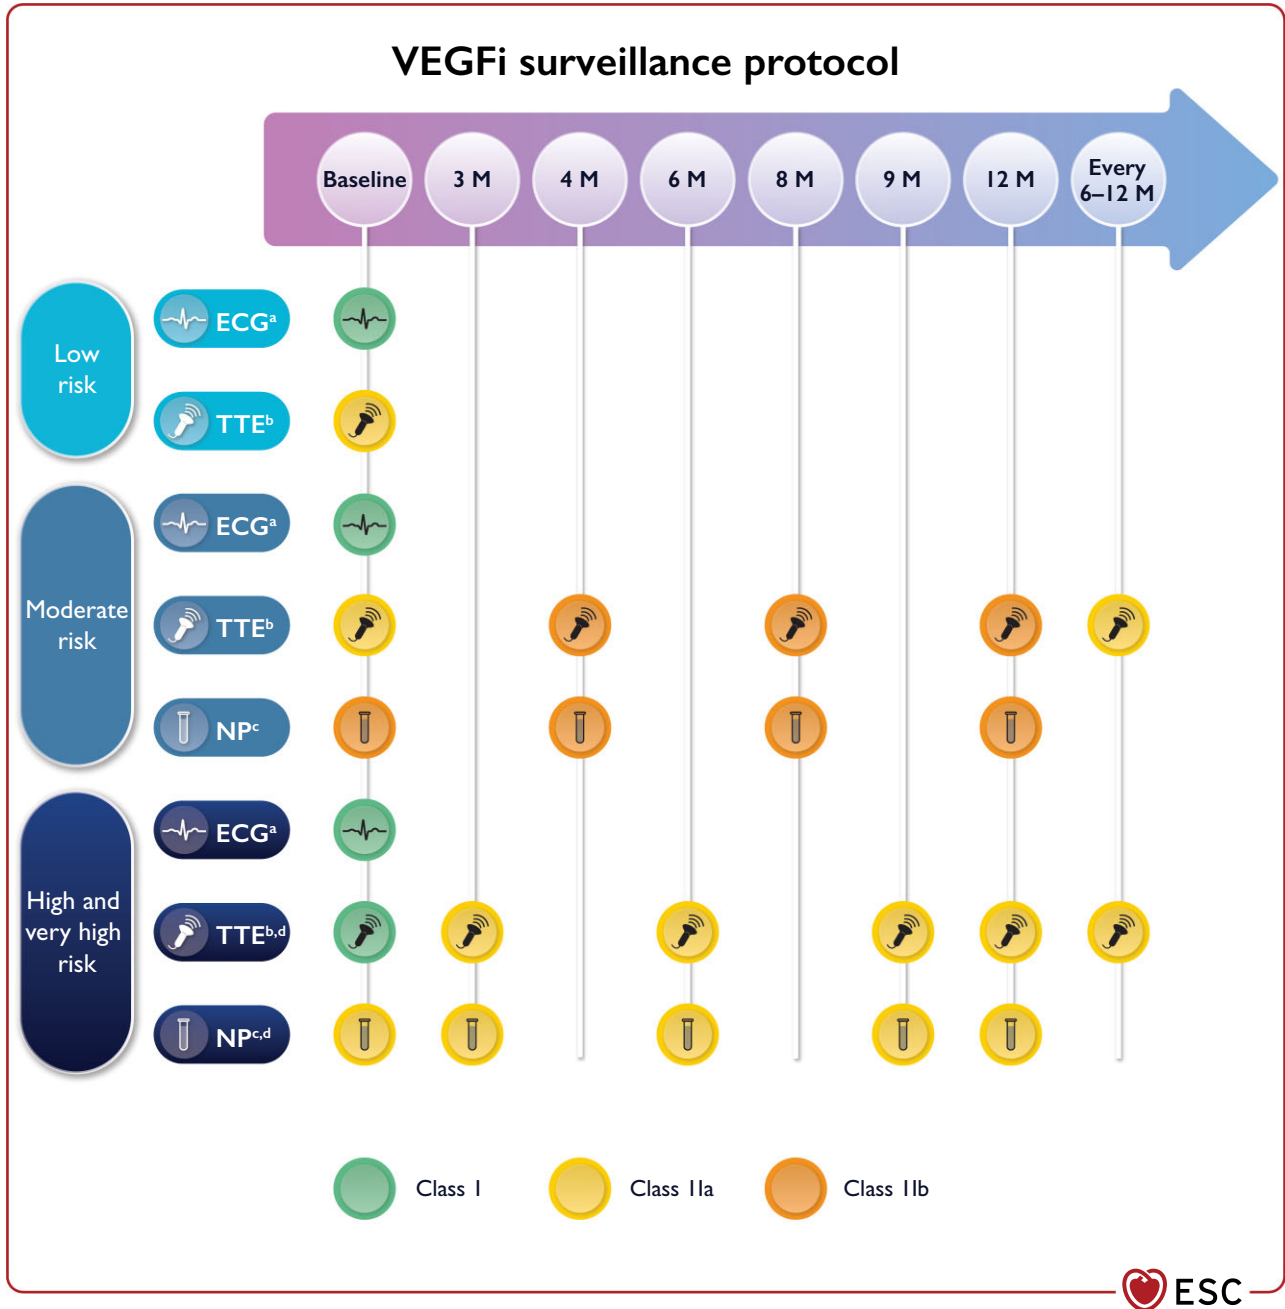 VEGFi surveillance protocol
Baseline
3 M
4 M
6 M
8 M
9 M
12 M
Every
6–12 M
Low
risk
ECGᵃ
TTEᵇ
Moderate
risk
ECGᵃ
TTEᵇ
NPᶜ
High and
very high
risk
ECGᵃ
TTEᵇ,ᵈ
NPᶜ,ᵈ
Class I
Class IIa
Class IIb
ESC